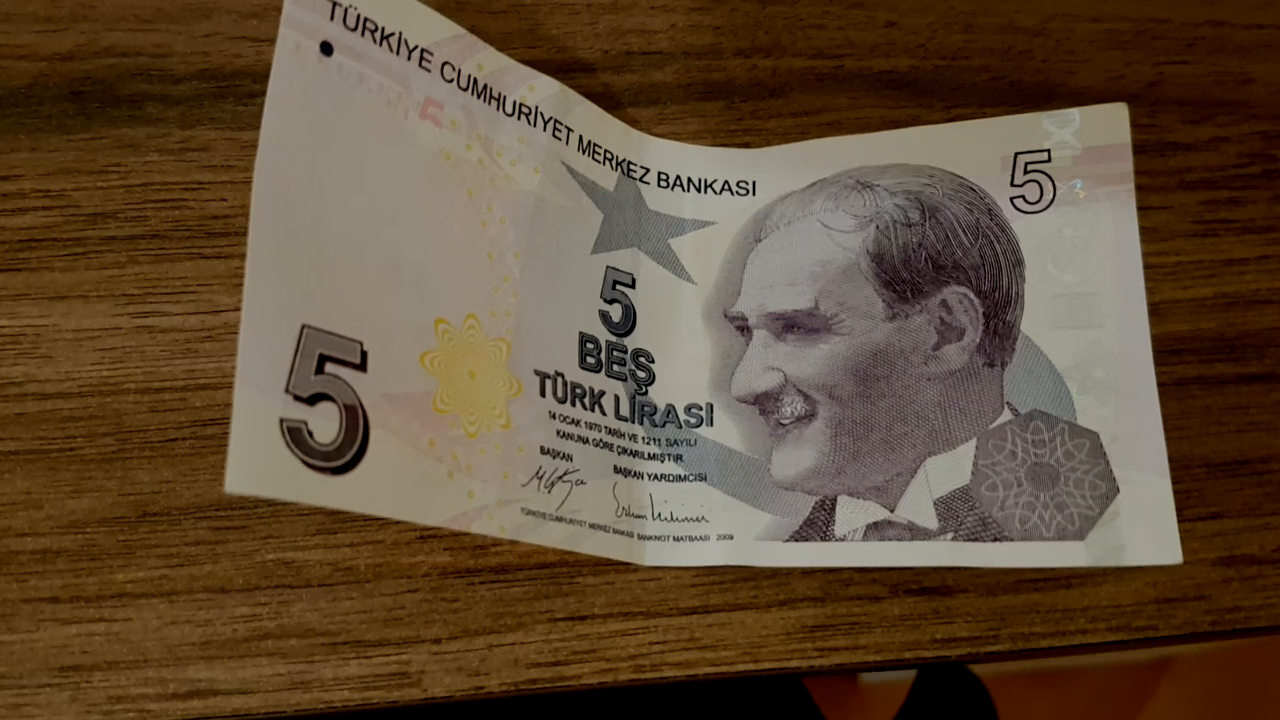 TÜRKİYE CUMHURİYET MERKEZ BANKASI
5
5
5
5
BEŞ
TÜRK LİRASI
14 OCAK 1970 TARİH VE 1211 SAYILI
KANUNA GÖRE ÇIKARILMIŞTIR.
BAŞKAN
BAŞKAN YARDIMCISI
TÜRKİYE CUMHURİYET MERKEZ BANKASI BANKNOT MATBAASI 2009